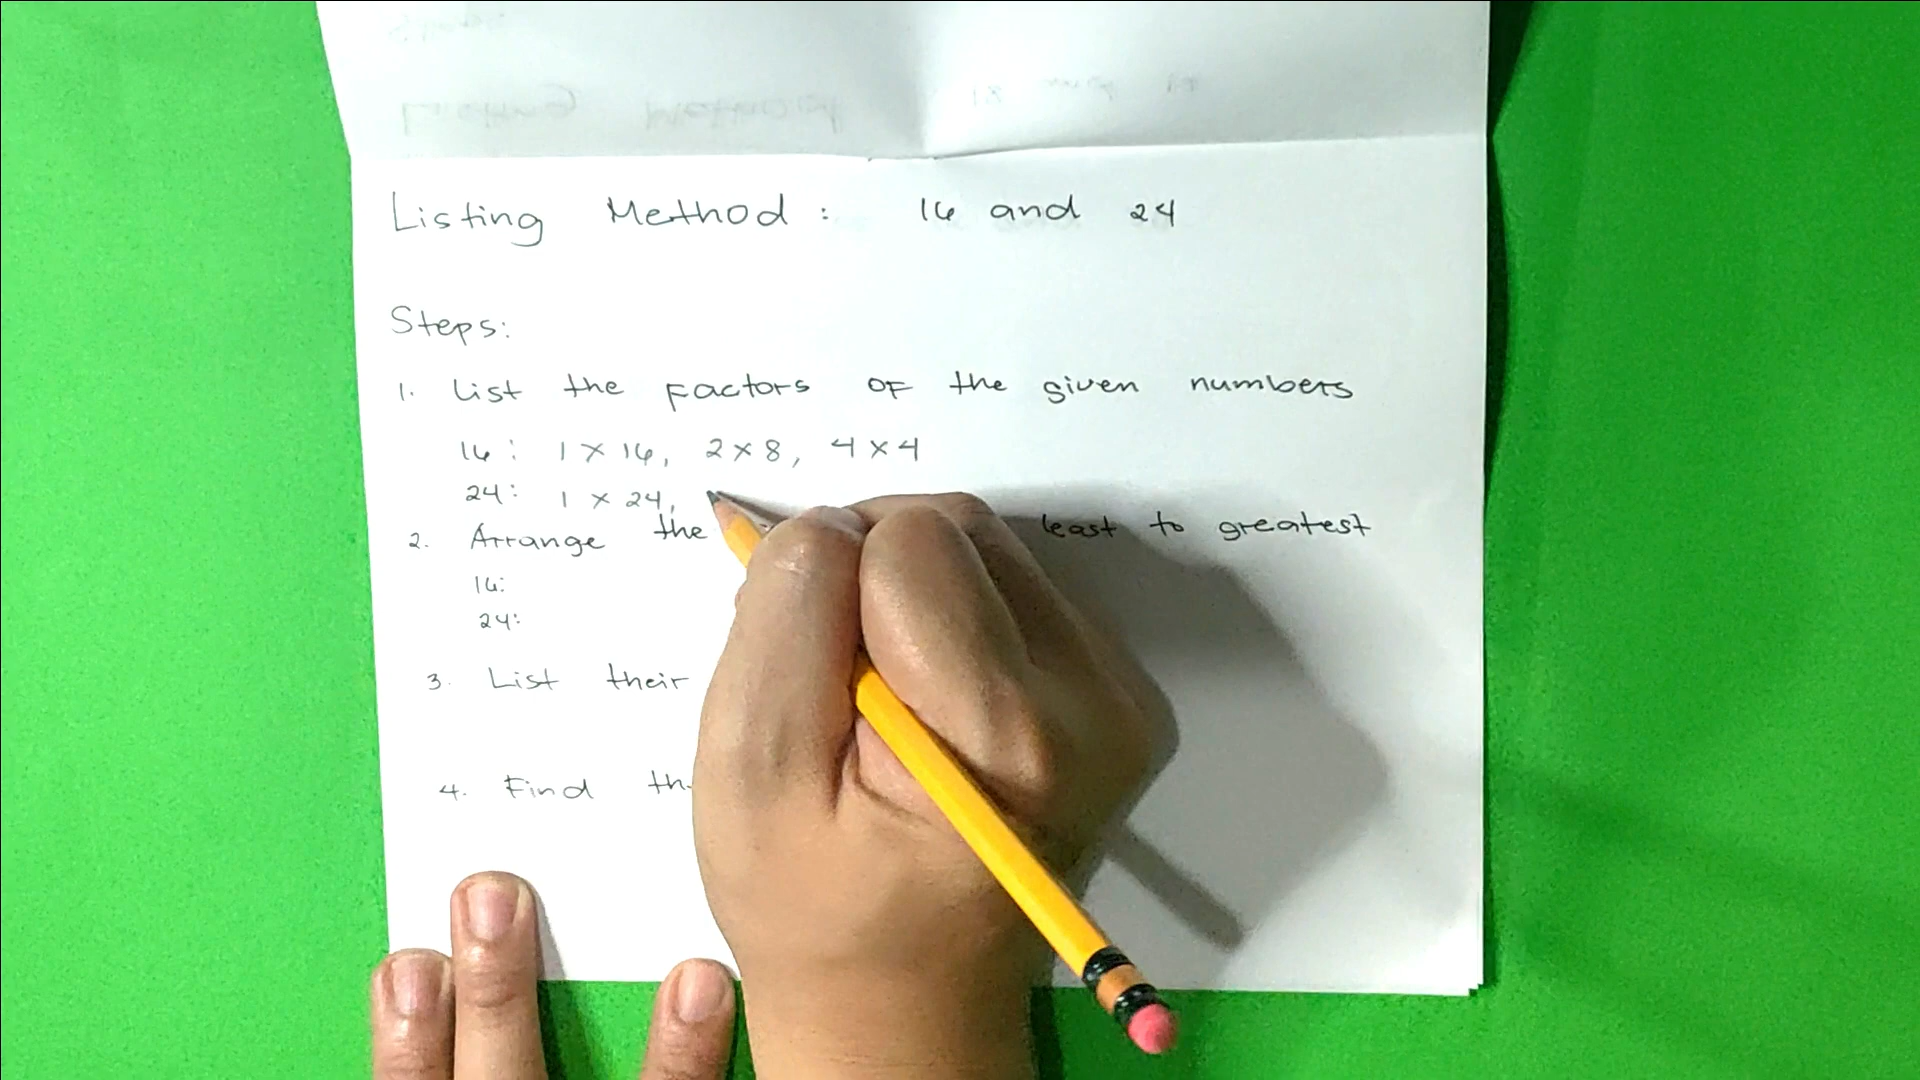 Listing Method : 16 and 24
Steps:
1. List the factors of the given numbers
16: 1 x 16, 2 x 8, 4 x 4
24: 1 x 24,
2. Arrange the least to greatest
16:
24:
3. List their
4. Find